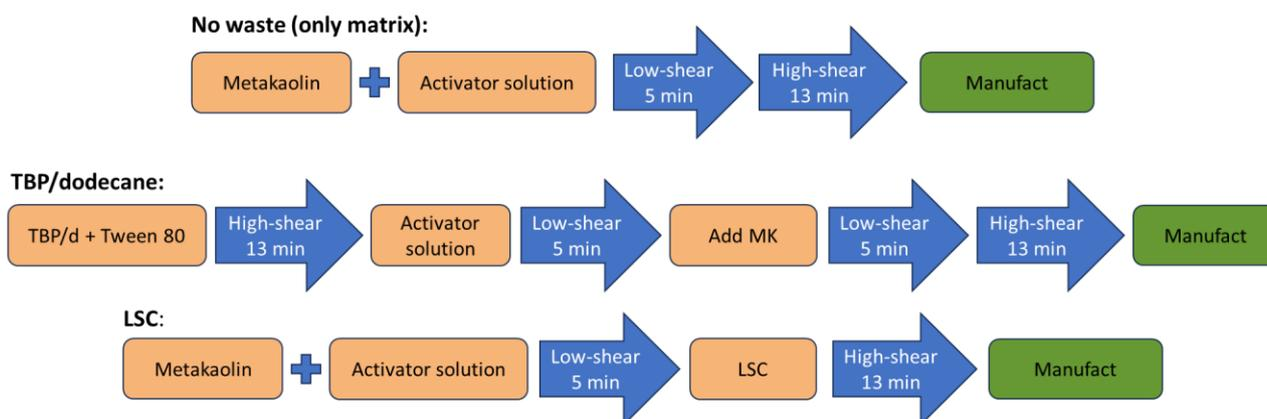 No waste (only matrix):
Metakaolin
Activator solution
Low-shear
5 min
High-shear
13 min
Manufact
TBP/dodecane:
TBP/d + Tween 80
High-shear
13 min
Activator
solution
Low-shear
5 min
Add MK
Low-shear
5 min
High-shear
13 min
Manufact
LSC:
Metakaolin
Activator solution
Low-shear
5 min
LSC
High-shear
13 min
Manufact